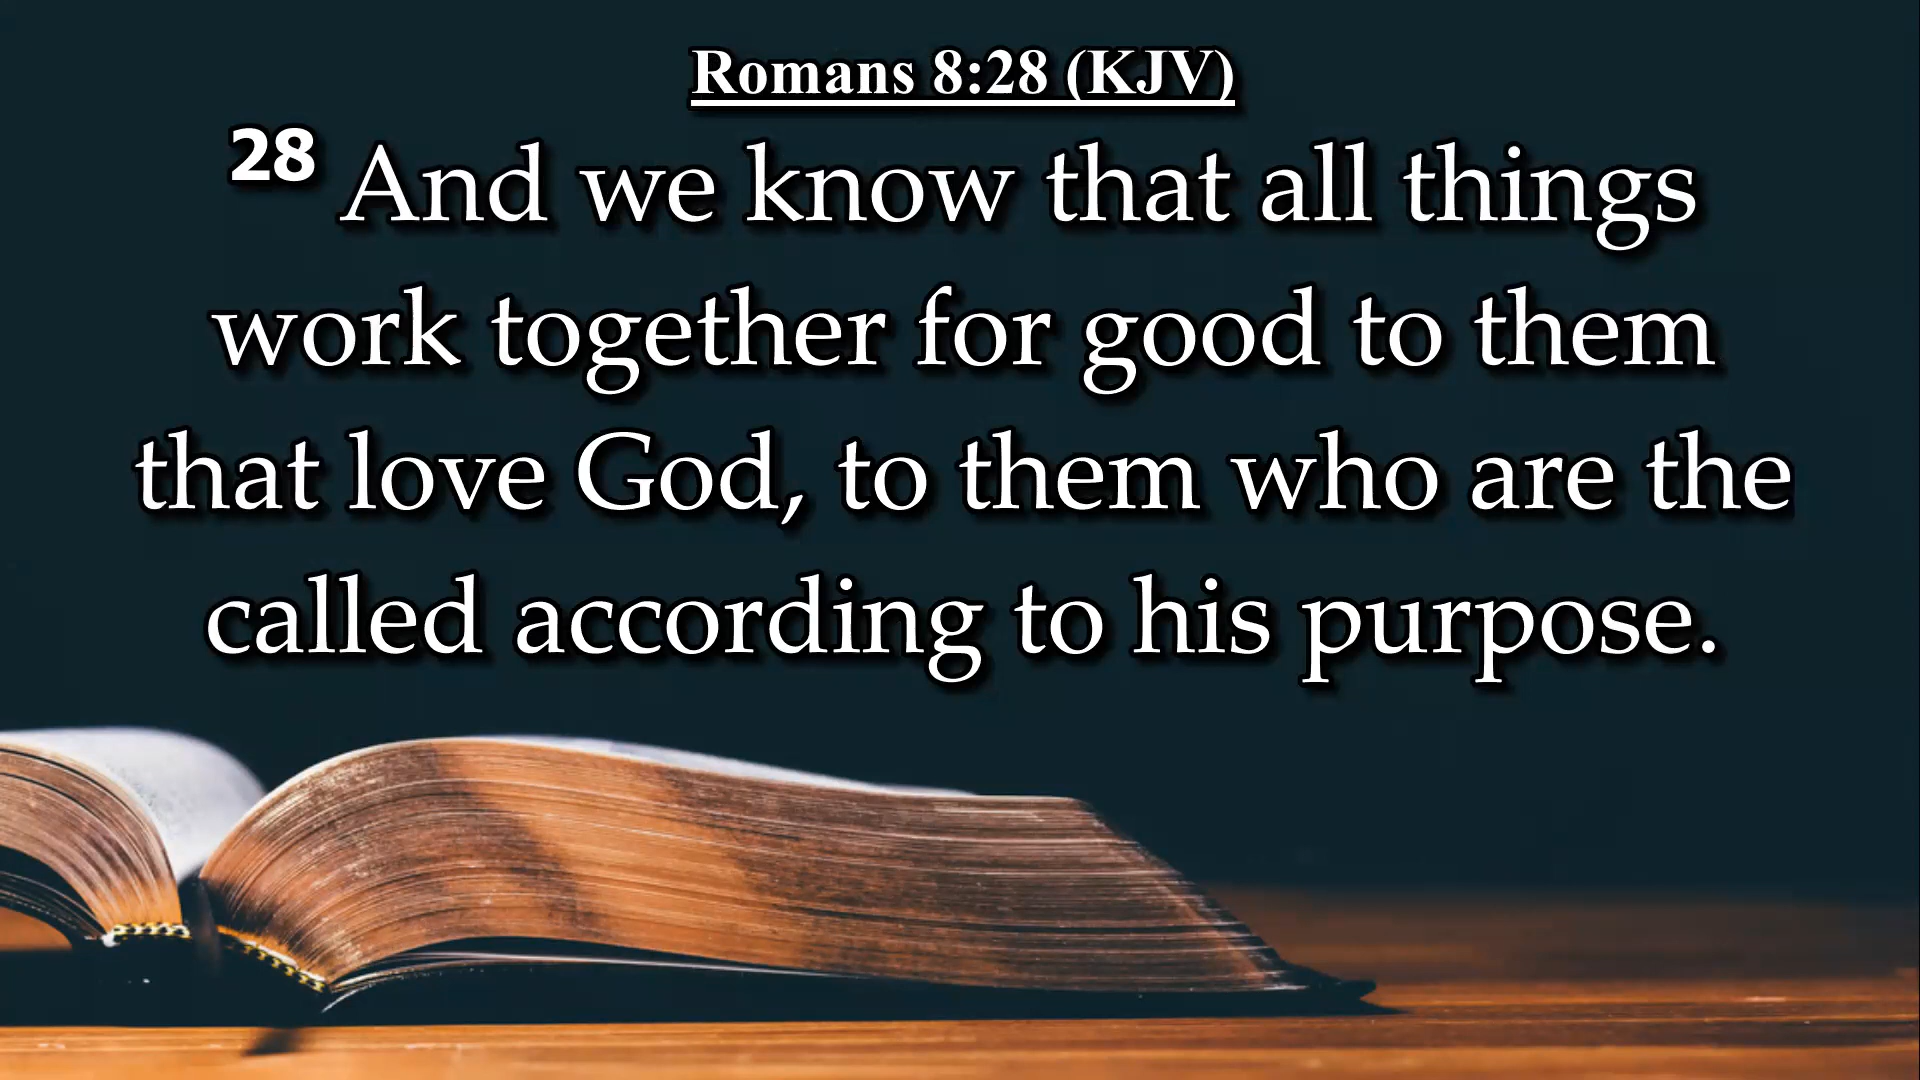 Romans 8:28 (KJV)
28 And we know that all things
work together for good to them
that love God, to them who are the
called according to his purpose.